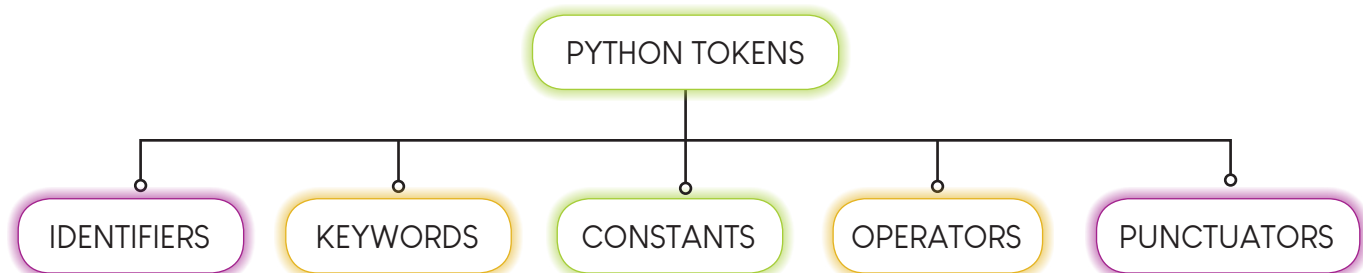 PYTHON TOKENS
IDENTIFIERS
KEYWORDS
CONSTANTS
OPERATORS
PUNCTUATORS